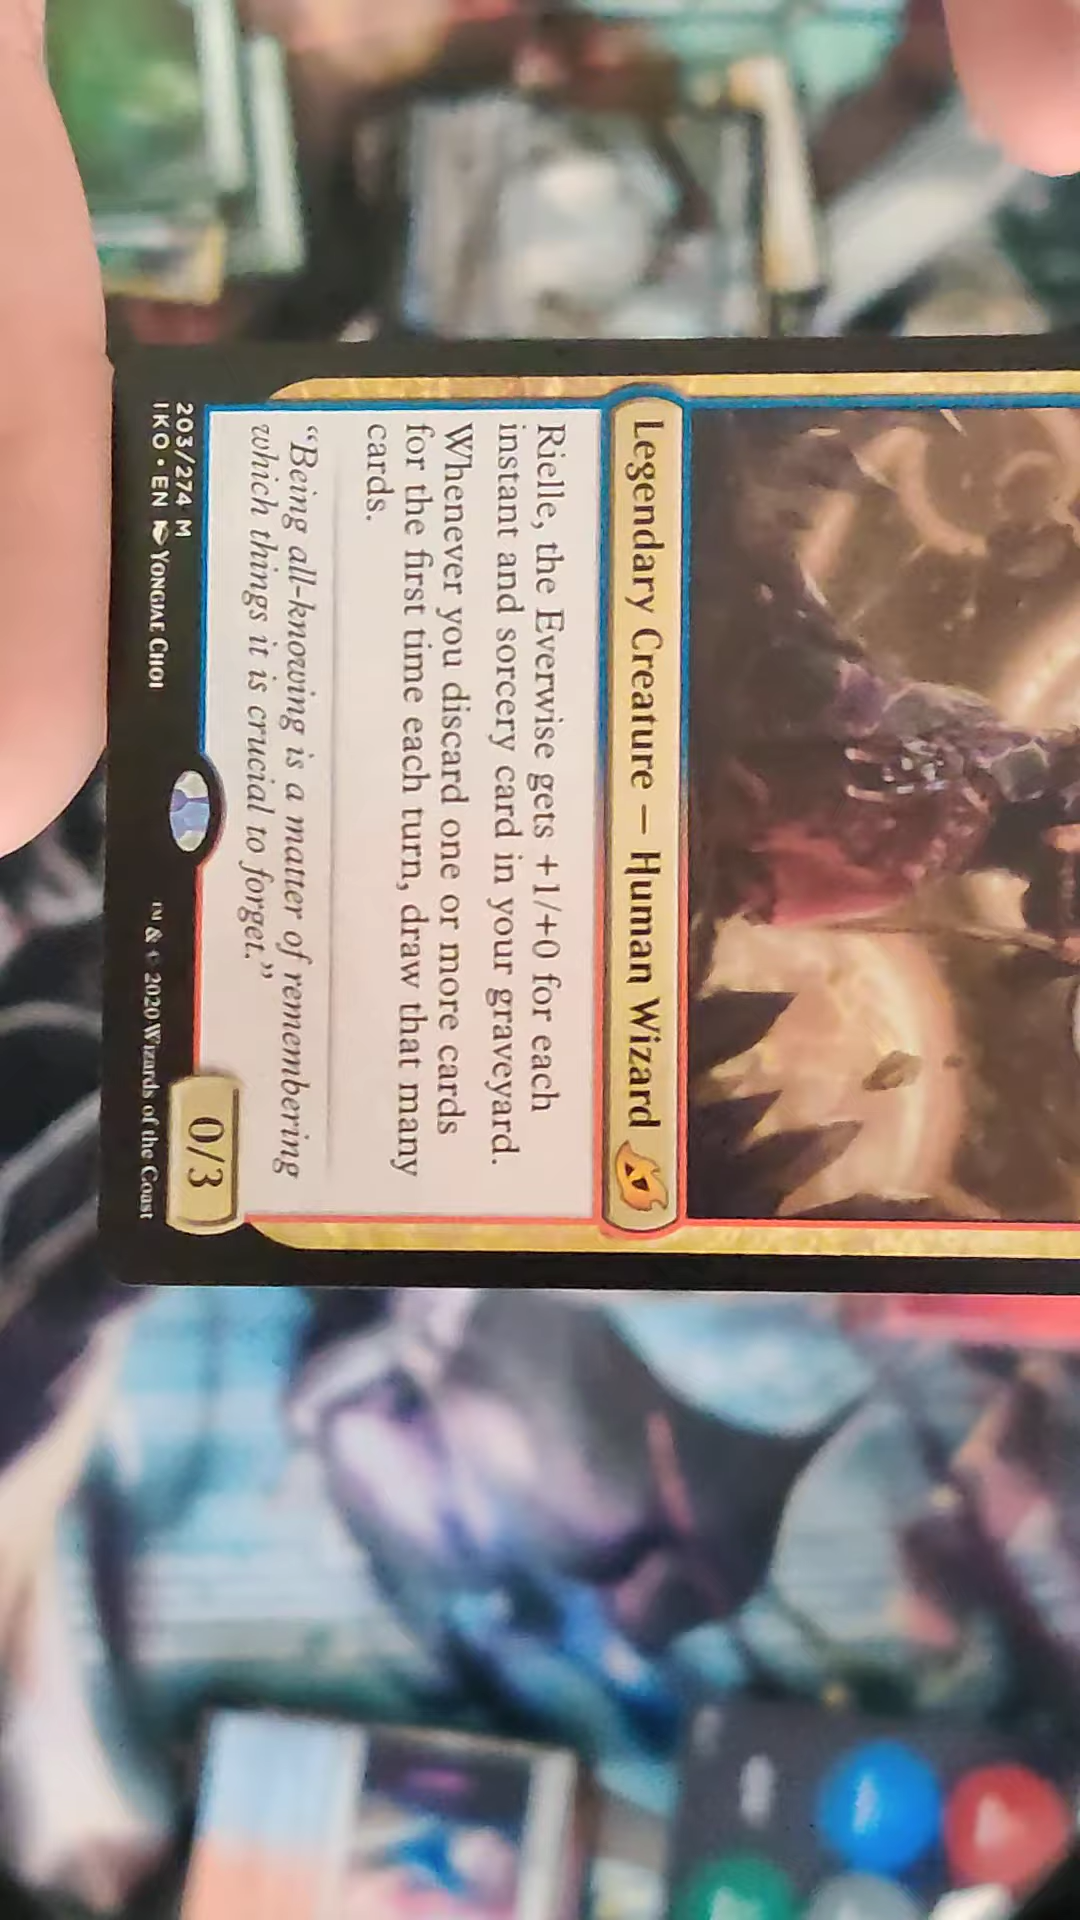 Legendary Creature — Human Wizard
Rielle, the Everwise gets +1/+0 for each
instant and sorcery card in your graveyard.
Whenever you discard one or more cards
for the first time each turn, draw that many
cards.
“Being all-knowing is a matter of remembering
which things it is crucial to forget.”
0/3
203/274 M
IKO • EN YONGJAE CHOI
™ & © 2020 Wizards of the Coast